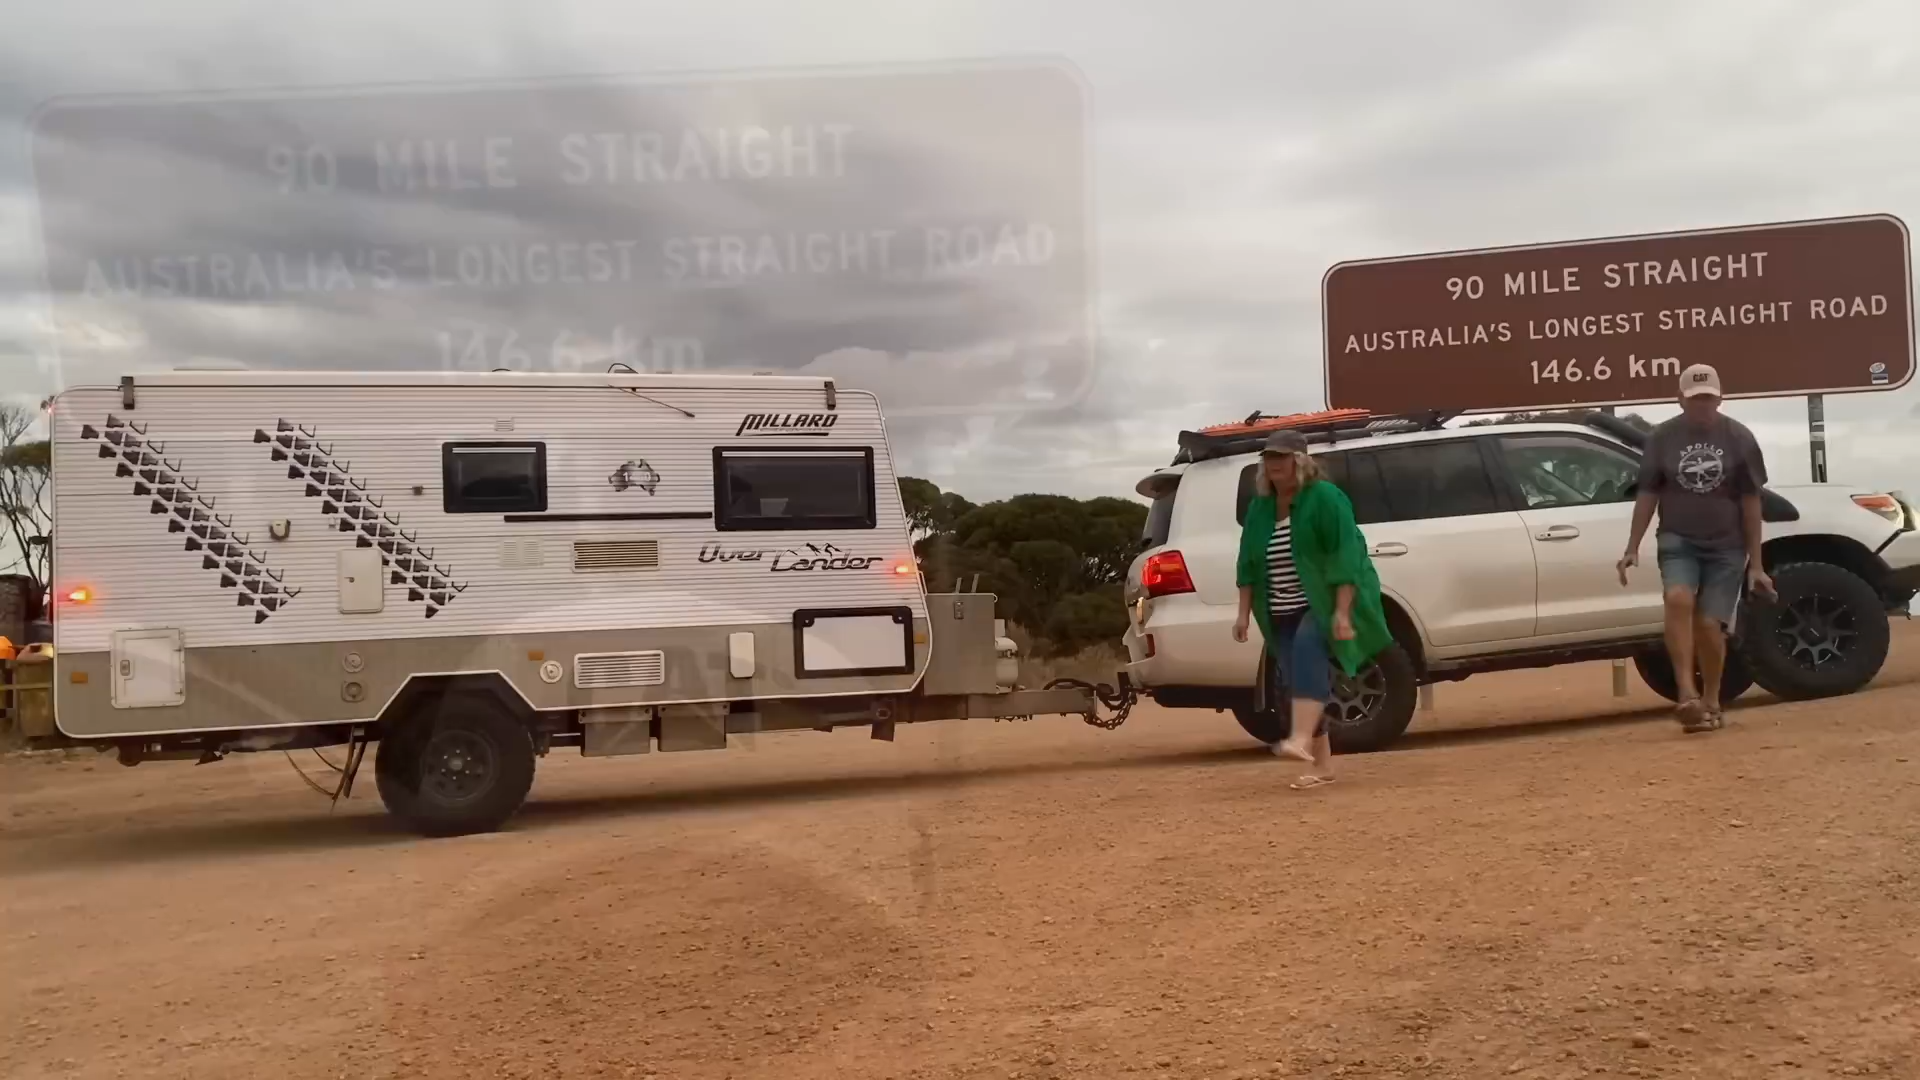 90 MILE STRAIGHT
AUSTRALIA'S LONGEST STRAIGHT ROAD
146.6 km
90 MILE STRAIGHT
AUSTRALIA'S LONGEST STRAIGHT ROAD
146.6 km
CAT
MILLARD
APOLLO
Over Lander